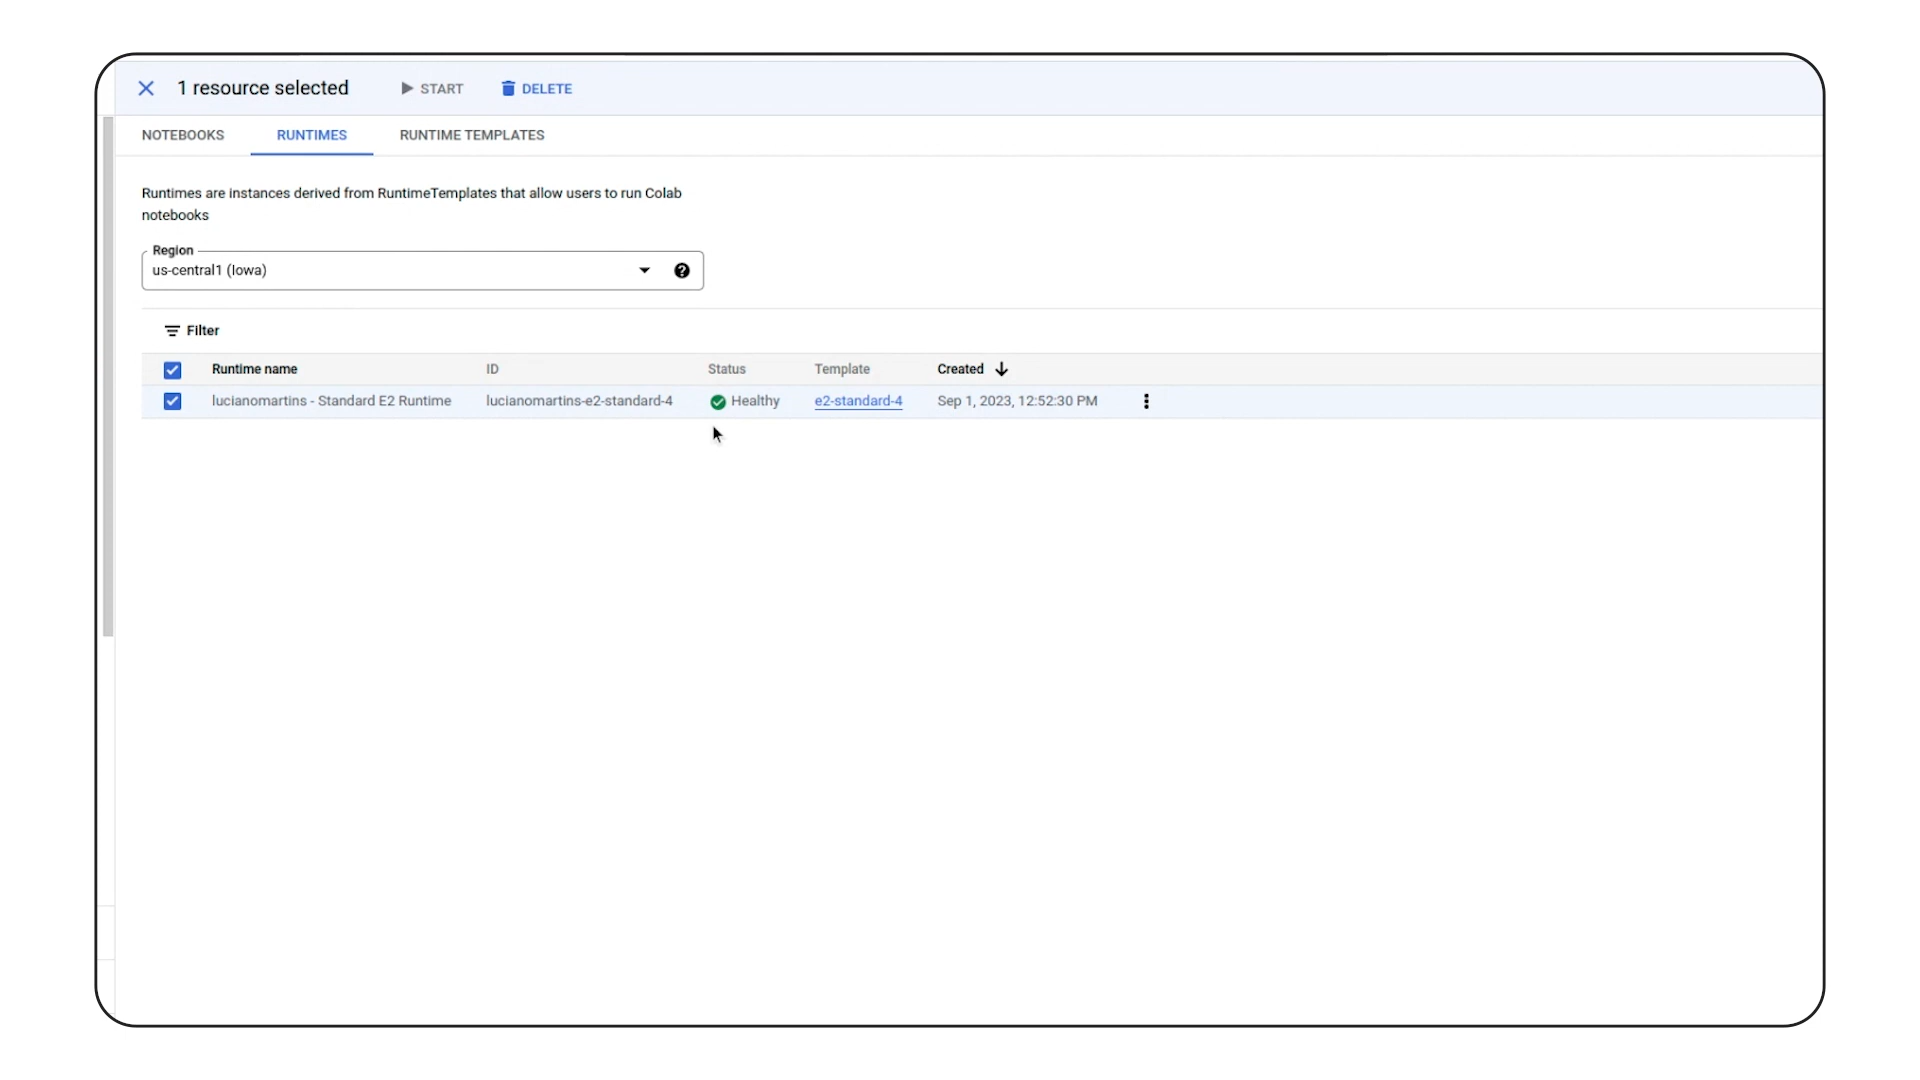 1 resource selected START DELETE
NOTEBOOKS RUNTIMES RUNTIME TEMPLATES
Runtimes are instances derived from RuntimeTemplates that allow users to run Colab
notebooks
Region
us-central1 (Iowa)
Filter
Runtime name ID Status Template Created
lucianomartins - Standard E2 Runtime lucianomartins-e2-standard-4 Healthy e2-standard-4 Sep 1, 2023, 12:52:30 PM